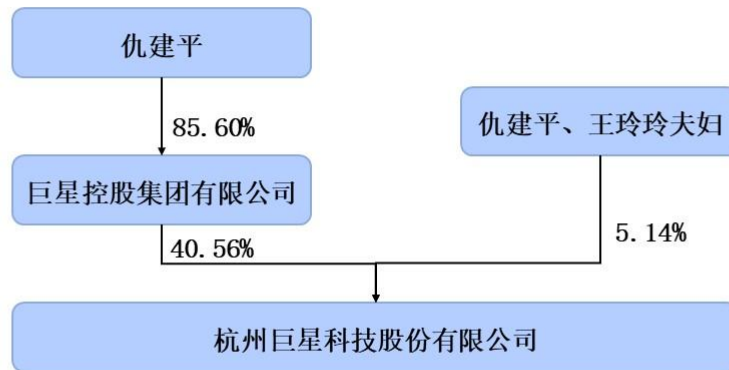 仇建平
85.60%
仇建平、王玲玲夫妇
巨星控股集团有限公司
40.56%
5.14%
杭州巨星科技股份有限公司